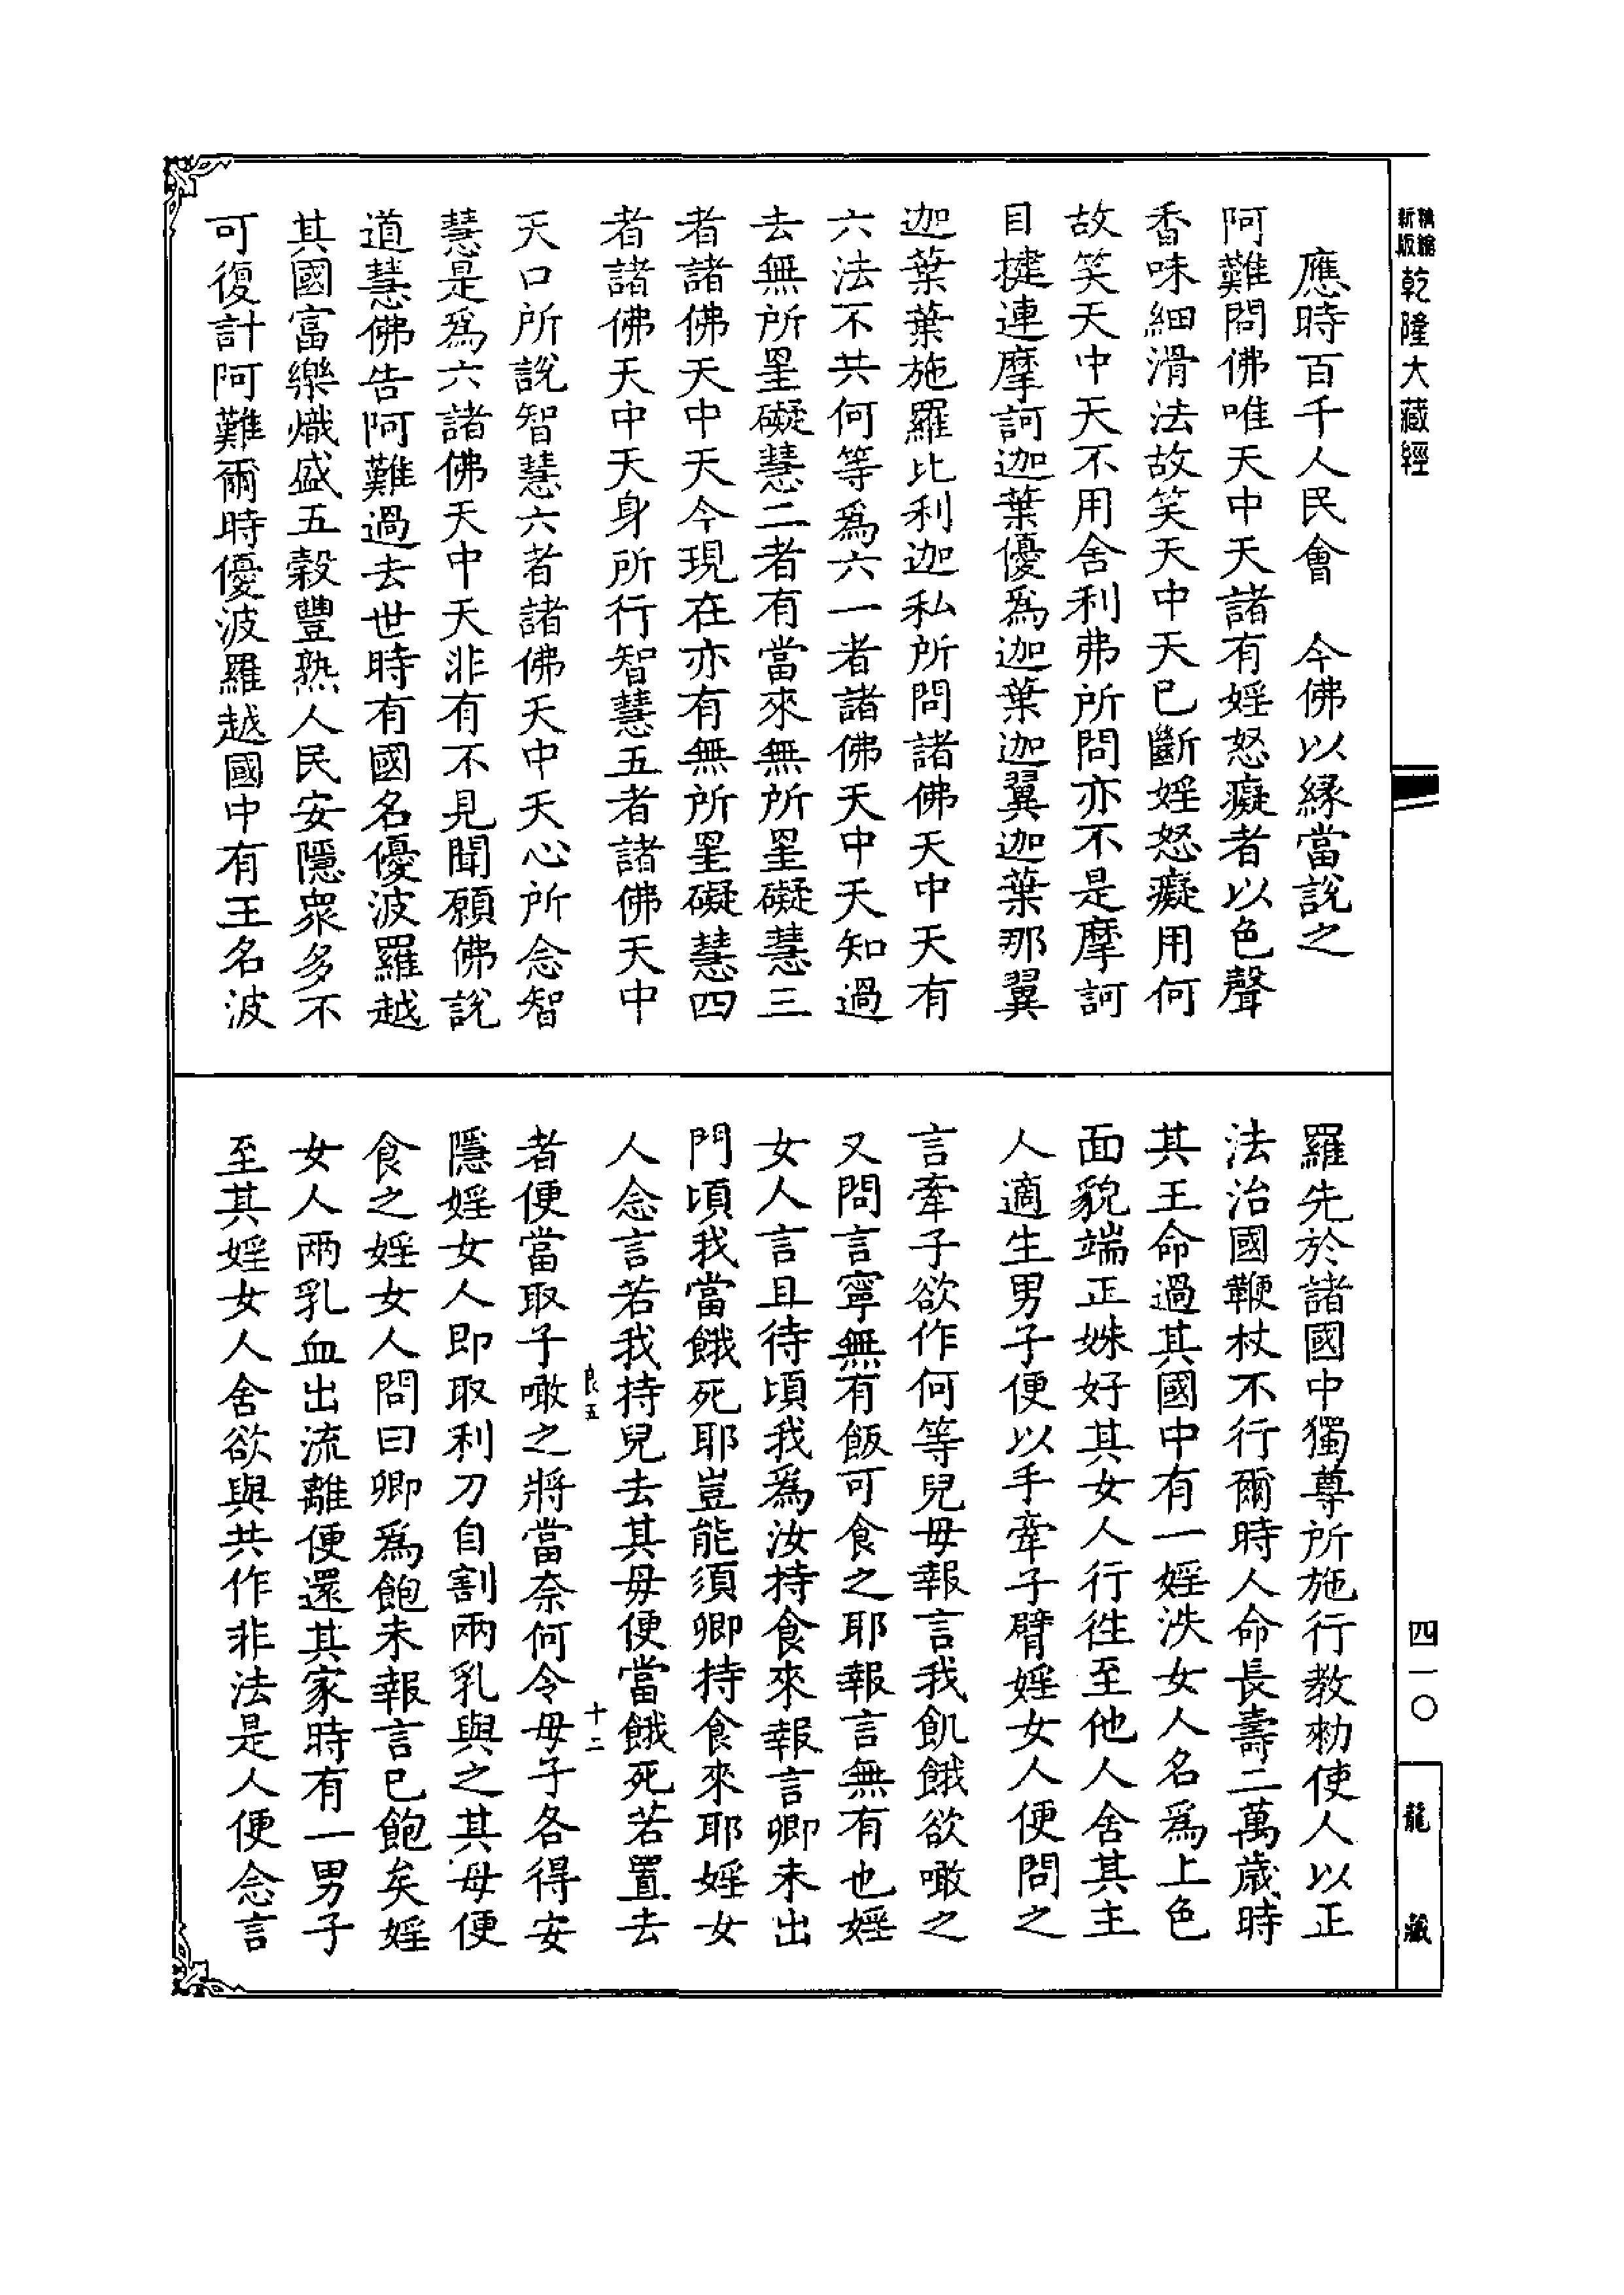 精縮
新版
乾隆大藏經
應時百千人民會　今佛以緣當說之
阿難問佛唯天中天諸有婬怒癡者以色聲
香味細滑法故笑天中天已斷婬怒癡用何
故笑天中天不用舍利弗所問亦不是摩訶
目揵連摩訶迦葉優為迦葉迦翼迦葉那翼
迦葉葉施羅比利迦私所問諸佛天中天有
六法不共何等為六一者諸佛天中天知過
去無所罣礙慧二者有當來無所罣礙慧三
者諸佛天中天今現在亦有無所罣礙慧四
者諸佛天中天身所行智慧五者諸佛天中
天口所說智慧六者諸佛天中天心所念智
慧是為六諸佛天中天非有不見聞願佛說
道慧佛告阿難過去世時有國名優波羅越
其國富樂熾盛五穀豐熟人民安隱眾多不
可復計阿難爾時優波羅越國中有王名波
羅先於諸國中獨尊所施行教勑使人以正
法治國鞭杖不行爾時人命長壽二萬歲時
其王命過其國中有一婬泆女人名為上色
面貌端正姝好其女人行徃至他人舍其主
人適生男子便以手牽子臂婬女人便問之
言牽子欲作何等兒母報言我飢餓欲噉之
又問言寧無有飯可食之耶報言無有也婬
女人言且待頃我為汝持食來報言卿未出
門頃我當餓死耶豈能須卿持食來耶婬女
人念言若我持兒去其母便當餓死若置去
良五
十二
者便當取子噉之將當奈何令母子各得安
隱婬女人即取利刀自割兩乳與之其母便
食之婬女人問曰卿為飽未報言已飽矣婬
女人兩乳血出流離便還其家時有一男子
至其婬女人舍欲與共作非法是人便念言
四一〇
龍藏